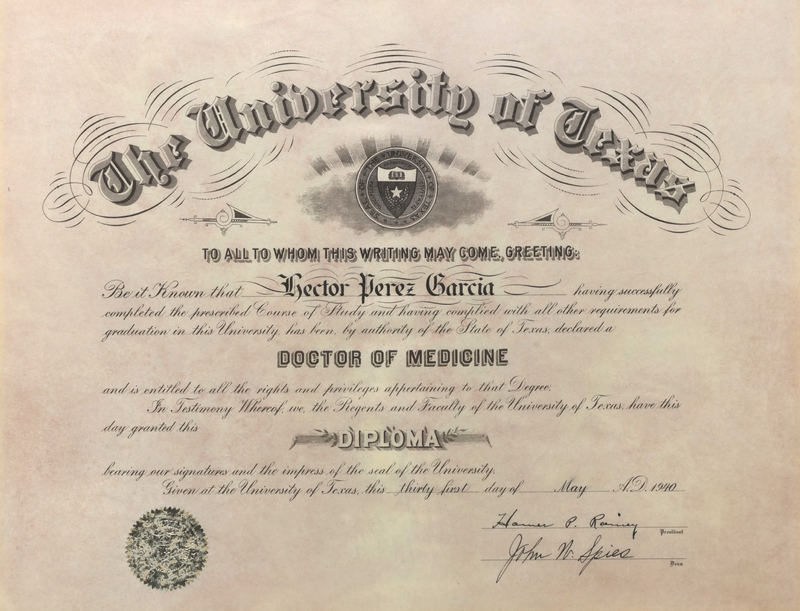 The University of Texas
SEAL OF THE UNIVERSITY OF TEXAS
TO ALL TO WHOM THIS WRITING MAY COME, GREETING:
Be it Known that Hector Perez Garcia having successfully
completed the prescribed Course of Study and having complied with all other requirements for
graduation in this University has been, by authority of the State of Texas, declared a
DOCTOR OF MEDICINE
and is entitled to all the rights and privileges appertaining to that Degree.
In Testimony Whereof, we, the Regents and Faculty of the University of Texas, have this
day granted this
DIPLOMA
bearing our signatures and the impress of the seal of the University.
Given at the University of Texas, this thirty first day of May A.D. 1940
Homer P. Rainey
President
John W. Spies
Dean